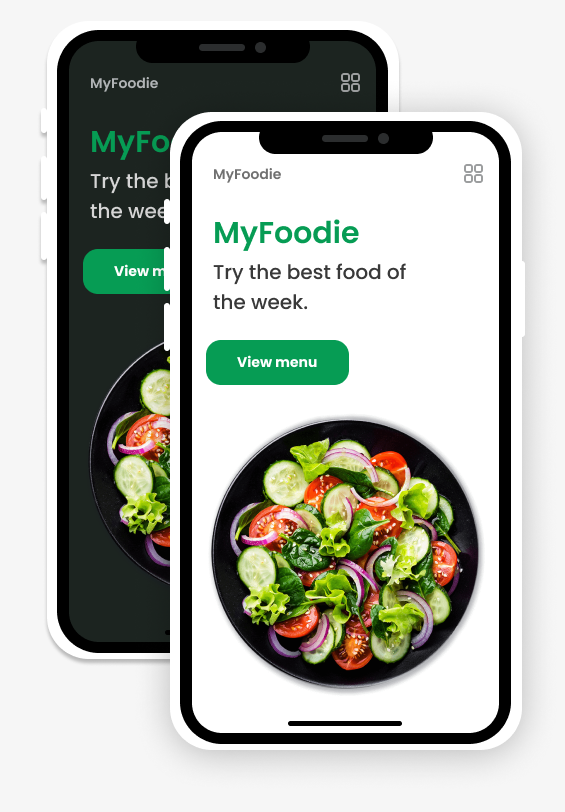 MyFoodie
MyFo
Try the b
the wee
View m
MyFoodie
MyFoodie
Try the best food of
the week.
View menu